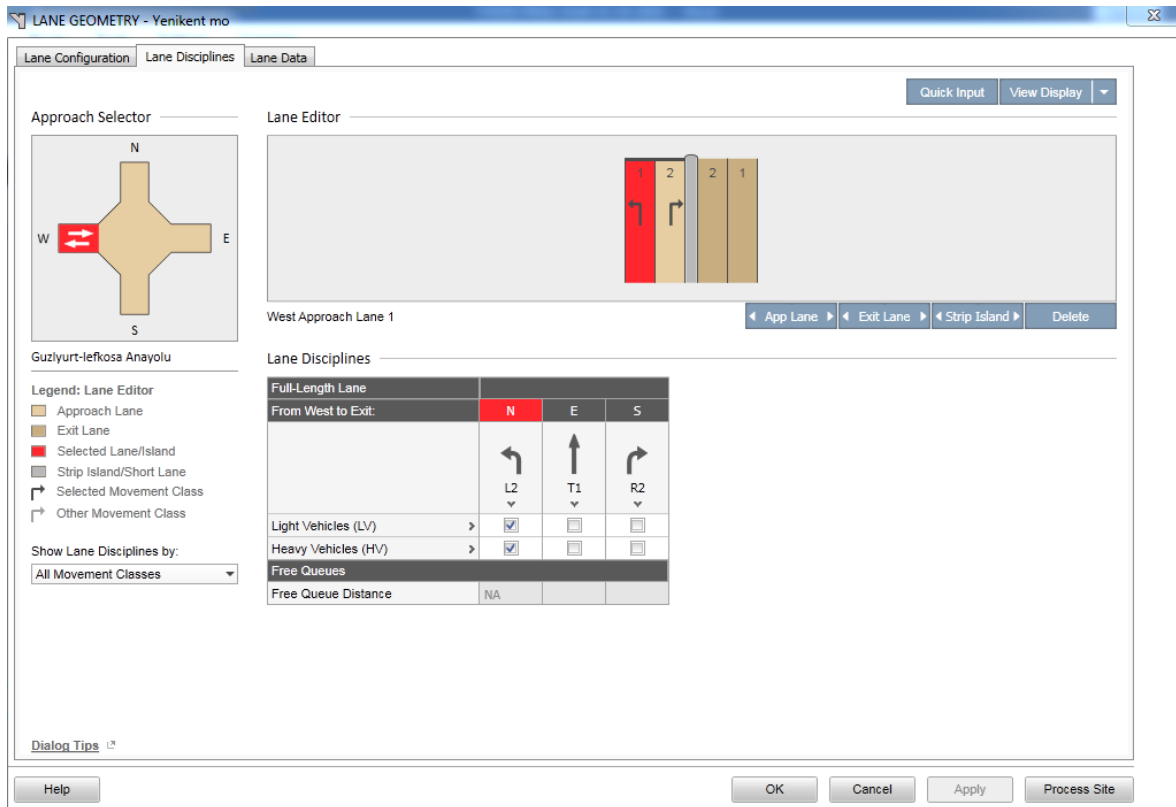 LANE GEOMETRY - Yenikent mo
Lane Configuration Lane Disciplines Lane Data
Quick Input View Display
Approach Selector
Lane Editor
N
W
E
S
1 2 2 1
West Approach Lane 1
App Lane Exit Lane Strip Island Delete
Guzlyurt-lefkosa Anayolu
Legend: Lane Editor
Approach Lane
Exit Lane
Selected Lane/Island
Strip Island/Short Lane
Selected Movement Class
Other Movement Class
Show Lane Disciplines by:
All Movement Classes
Lane Disciplines
Full-Length Lane
From West to Exit: N E S
L2 T1 R2
Light Vehicles (LV)
Heavy Vehicles (HV)
Free Queues
Free Queue Distance NA
Dialog Tips
Help OK Cancel Apply Process Site